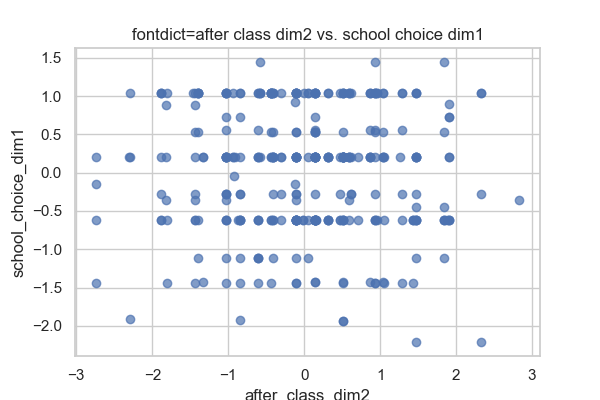 fontdict=after class dim2 vs. school choice dim1
1.5
1.0
0.5
0.0
−0.5
−1.0
−1.5
−2.0
school_choice_dim1
−3 −2 −1 0 1 2 3
after_class_dim2